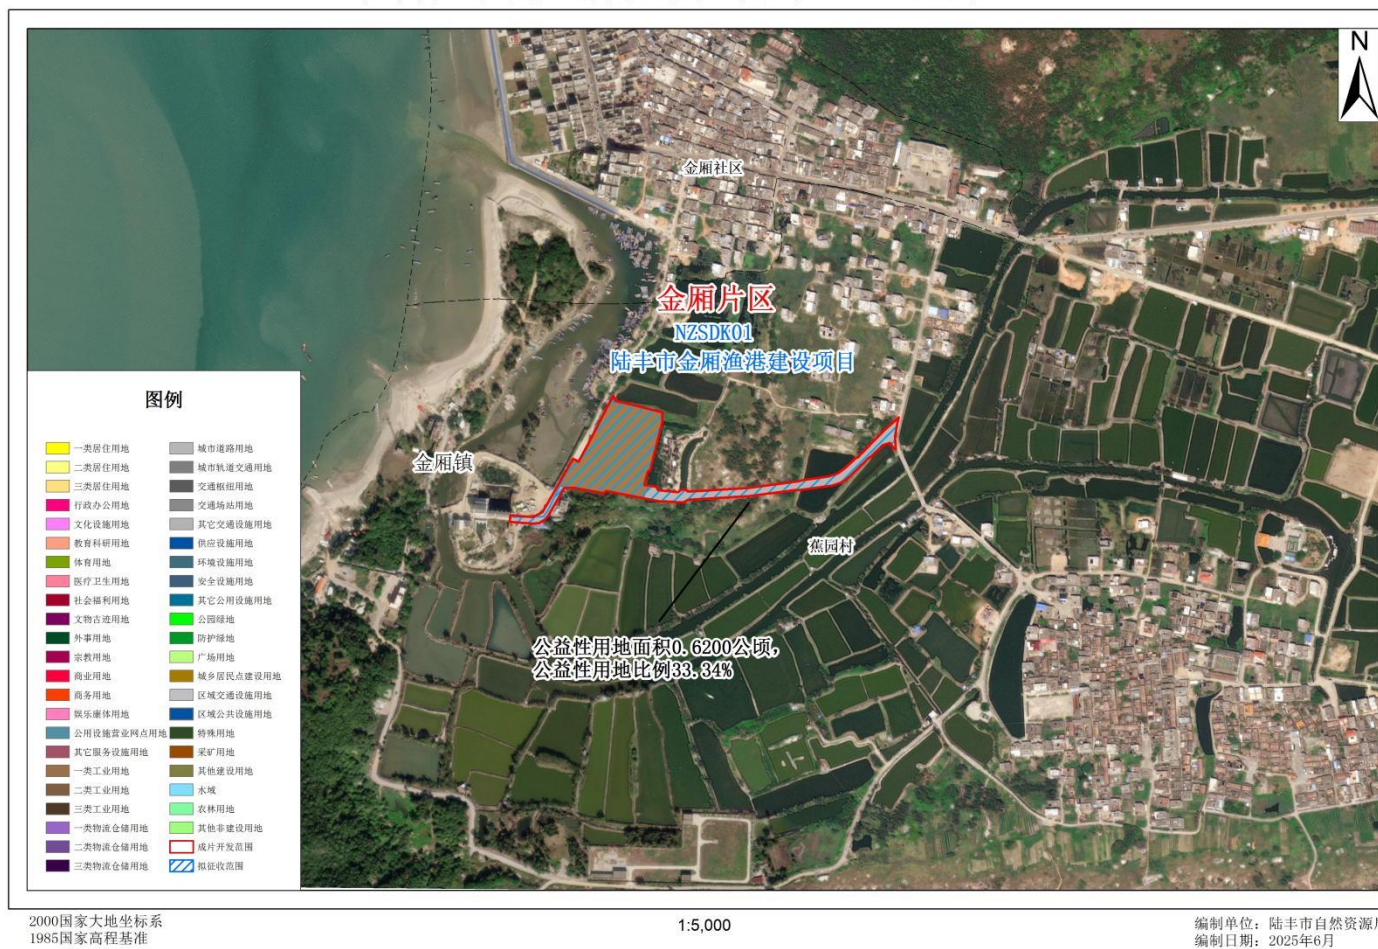 N
金厢社区
金厢片区
NZSDK01
陆丰市金厢渔港建设项目
金厢镇
蕉园村
公益性用地面积0.6200公顷，
公益性用地比例33.34%
图例
一类居住用地
二类居住用地
三类居住用地
行政办公用地
文化设施用地
教育科研用地
体育用地
医疗卫生用地
社会福利用地
文物古迹用地
外事用地
宗教用地
商业用地
商务用地
娱乐康体用地
公用设施营业网点用地
其它服务设施用地
一类工业用地
二类工业用地
三类工业用地
一类物流仓储用地
二类物流仓储用地
三类物流仓储用地
城市道路用地
城市轨道交通用地
交通枢纽用地
交通场站用地
其它交通设施用地
供应设施用地
环境设施用地
安全设施用地
其它公用设施用地
公园绿地
防护绿地
广场用地
城乡居民点建设用地
区域交通设施用地
区域公共设施用地
特殊用地
采矿用地
其他建设用地
水域
农林用地
其他非建设用地
成片开发范围
拟征收范围
2000国家大地坐标系
1985国家高程基准
1:5,000
编制单位：陆丰市自然资源
编制日期：2025年6月